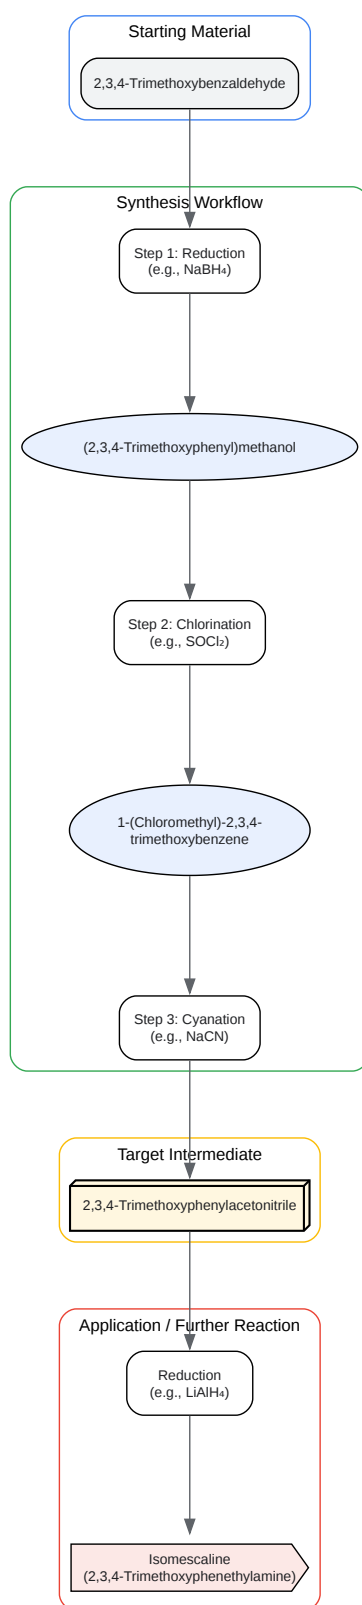 Starting Material
2,3,4-Trimethoxybenzaldehyde
Synthesis Workflow
Step 1: Reduction
(e.g., NaBH₄)
(2,3,4-Trimethoxyphenyl)methanol
Step 2: Chlorination
(e.g., SOCl₂)
1-(Chloromethyl)-2,3,4-
trimethoxybenzene
Step 3: Cyanation
(e.g., NaCN)
Target Intermediate
2,3,4-Trimethoxyphenylacetonitrile
Application / Further Reaction
Reduction
(e.g., LiAlH₄)
Isomescaline
(2,3,4-Trimethoxyphenethylamine)